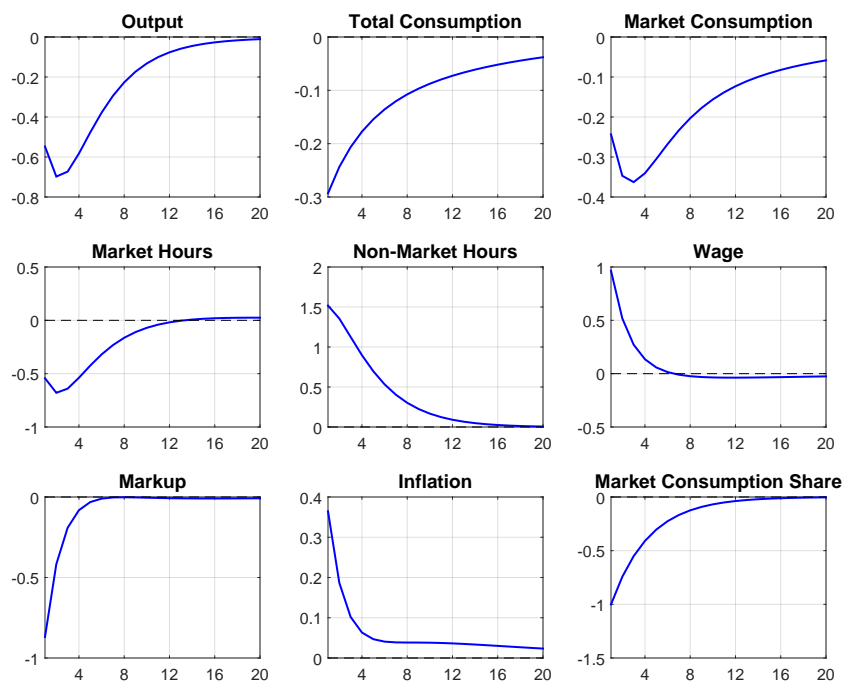 Output
0
-0.2
-0.4
-0.6
-0.8
4 8 12 16 20
Total Consumption
0
-0.1
-0.2
-0.3
4 8 12 16 20
Market Consumption
0
-0.1
-0.2
-0.3
-0.4
4 8 12 16 20
Market Hours
0.5
0
-0.5
-1
4 8 12 16 20
Non-Market Hours
2
1.5
1
0.5
0
4 8 12 16 20
Wage
1
0.5
0
-0.5
4 8 12 16 20
Markup
0
-0.5
-1
4 8 12 16 20
Inflation
0.4
0.3
0.2
0.1
0
4 8 12 16 20
Market Consumption Share
0
-0.5
-1
-1.5
4 8 12 16 20